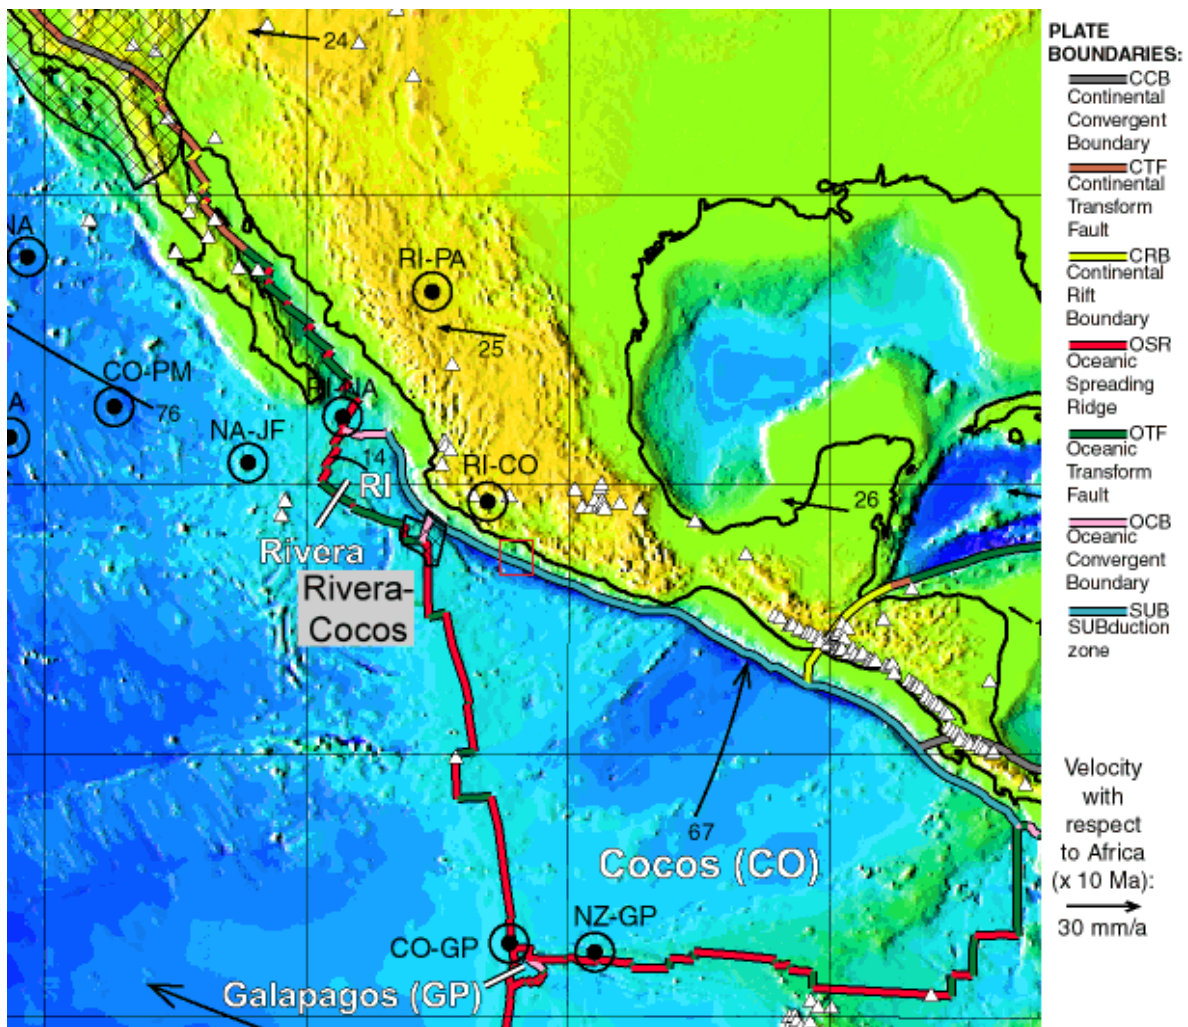 24
NA
RI-PA
25
CO-PM
76
RI-NA
A
NA-JF
14
RI-CO
RI
26
Rivera
Rivera-
Cocos
67
Cocos (CO)
NZ-GP
CO-GP
Galapagos (GP)
PLATE
BOUNDARIES:
CCB
Continental
Convergent
Boundary
CTF
Continental
Transform
Fault
CRB
Continental
Rift
Boundary
OSR
Oceanic
Spreading
Ridge
OTF
Oceanic
Transform
Fault
OCB
Oceanic
Convergent
Boundary
SUB
SUBduction
zone
Velocity
with
respect
to Africa
(x 10 Ma):
30 mm/a